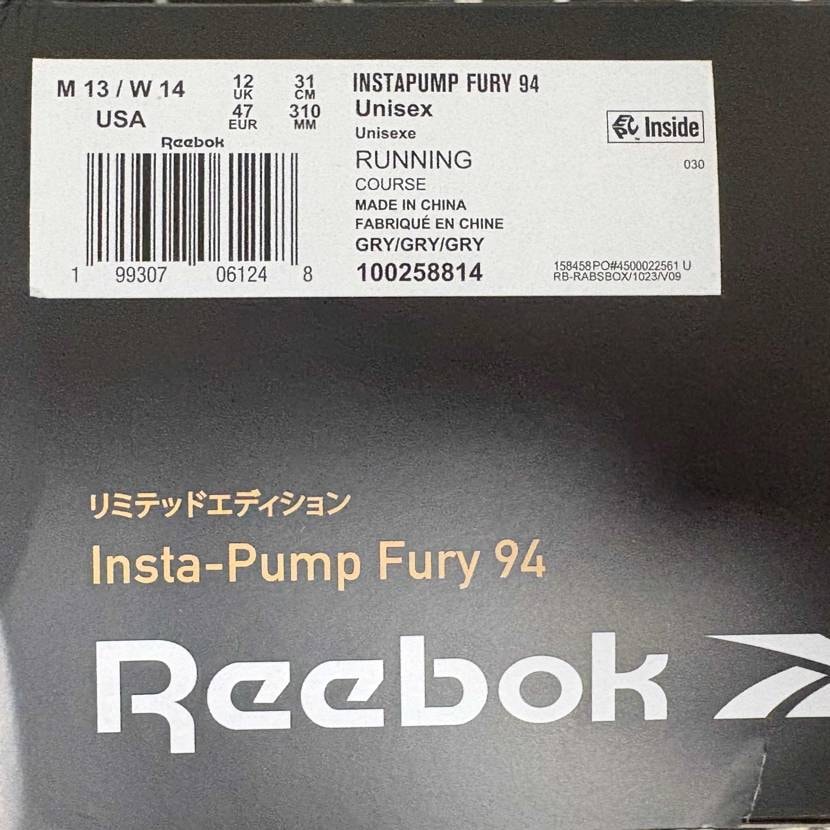 M 13 / W 14
USA
12
UK
47
EUR
31
CM
310
MM
Reebok
1 99307 06124 8
INSTAPUMP FURY 94
Unisex
Unisexe
RUNNING
COURSE
MADE IN CHINA
FABRIQUÉ EN CHINE
GRY/GRY/GRY
100258814
Inside
030
158458PO#4500022561 U
RB-RABSBOX/1023/V09
リミテッドエディション
Insta-Pump Fury 94
Reebok